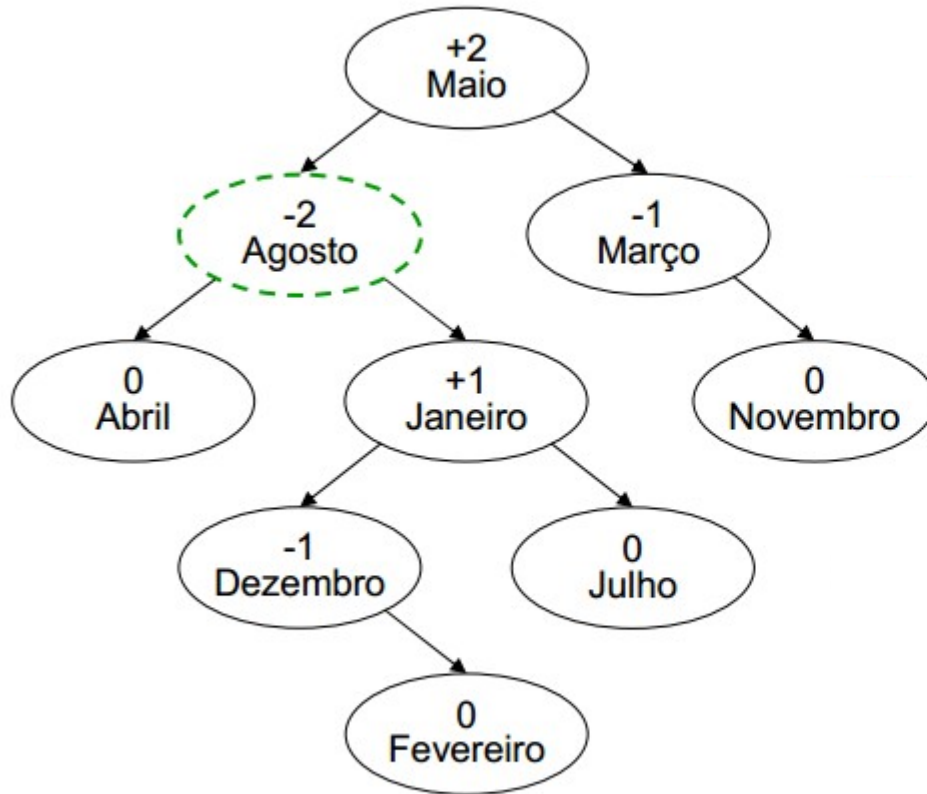 +2
Maio
-2
Agosto
-1
Março
0
Abril
+1
Janeiro
0
Novembro
-1
Dezembro
0
Julho
0
Fevereiro